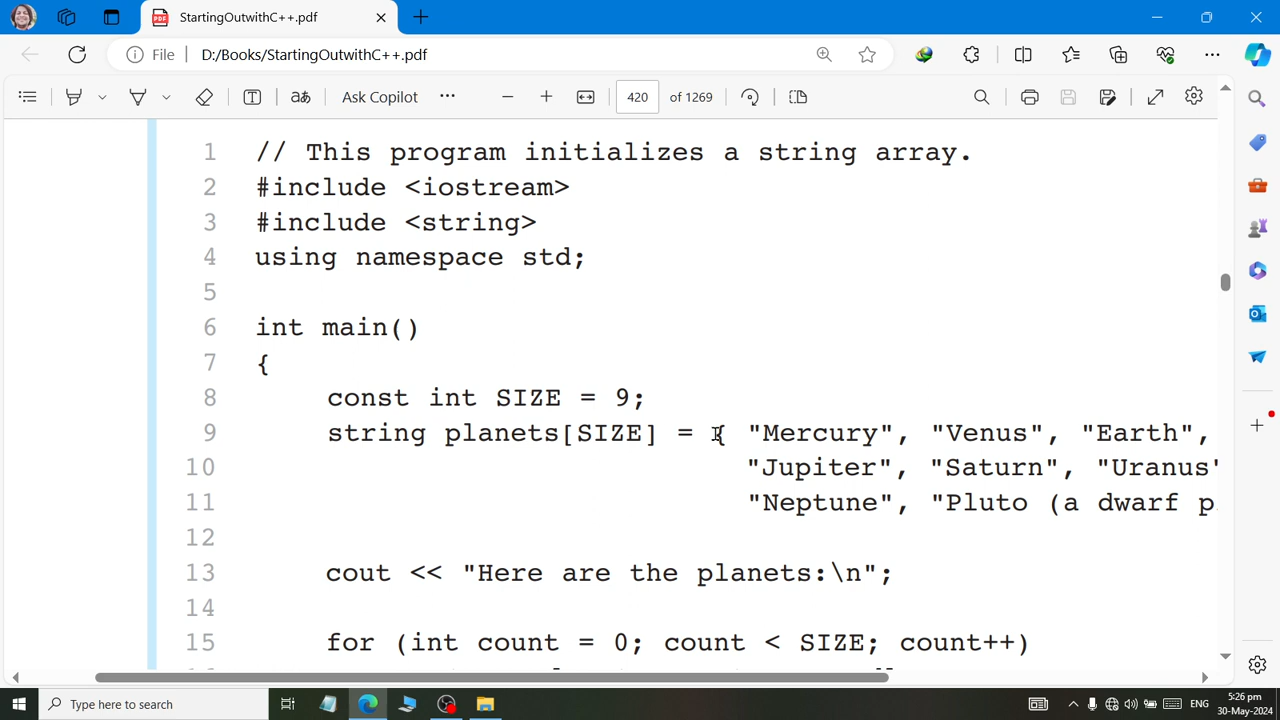 StartingOutwithC++.pdf
File D:/Books/StartingOutwithC++.pdf
aあ Ask Copilot 420 of 1269
1 // This program initializes a string array.
2 #include <iostream>
3 #include <string>
4 using namespace std;
5
6 int main()
7 {
8 const int SIZE = 9;
9 string planets[SIZE] = { "Mercury", "Venus", "Earth",
10 "Jupiter", "Saturn", "Uranus"
11 "Neptune", "Pluto (a dwarf p
12
13 cout << "Here are the planets:\n";
14
15 for (int count = 0; count < SIZE; count++)
Type here to search
ENG
5:26 pm
30-May-2024